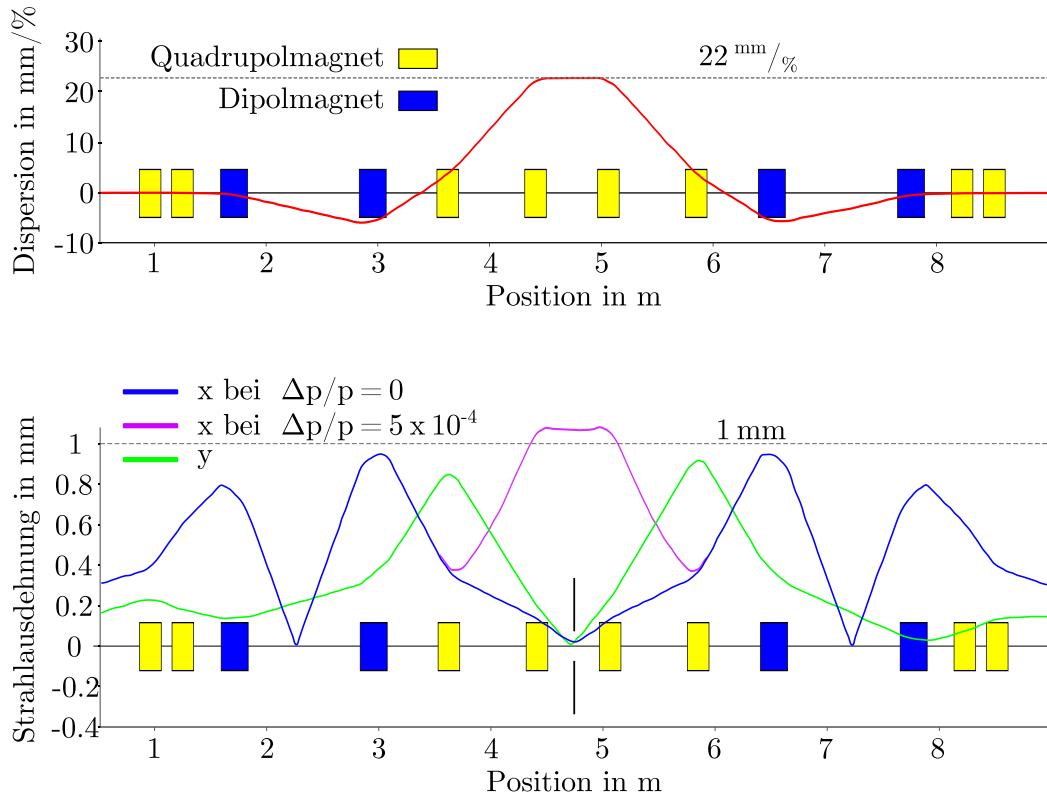 Dispersion in mm/%
30
20
10
0
-10
Quadrupolmagnet
Dipolmagnet
22 mm/%
1 2 3 4 5 6 7 8
Position in m
Strahlausdehnung in mm
x bei Δp/p = 0
x bei Δp/p = 5 x 10⁻⁴
y
1 mm
1
0.8
0.6
0.4
0.2
0
-0.2
-0.4
1 2 3 4 5 6 7 8
Position in m